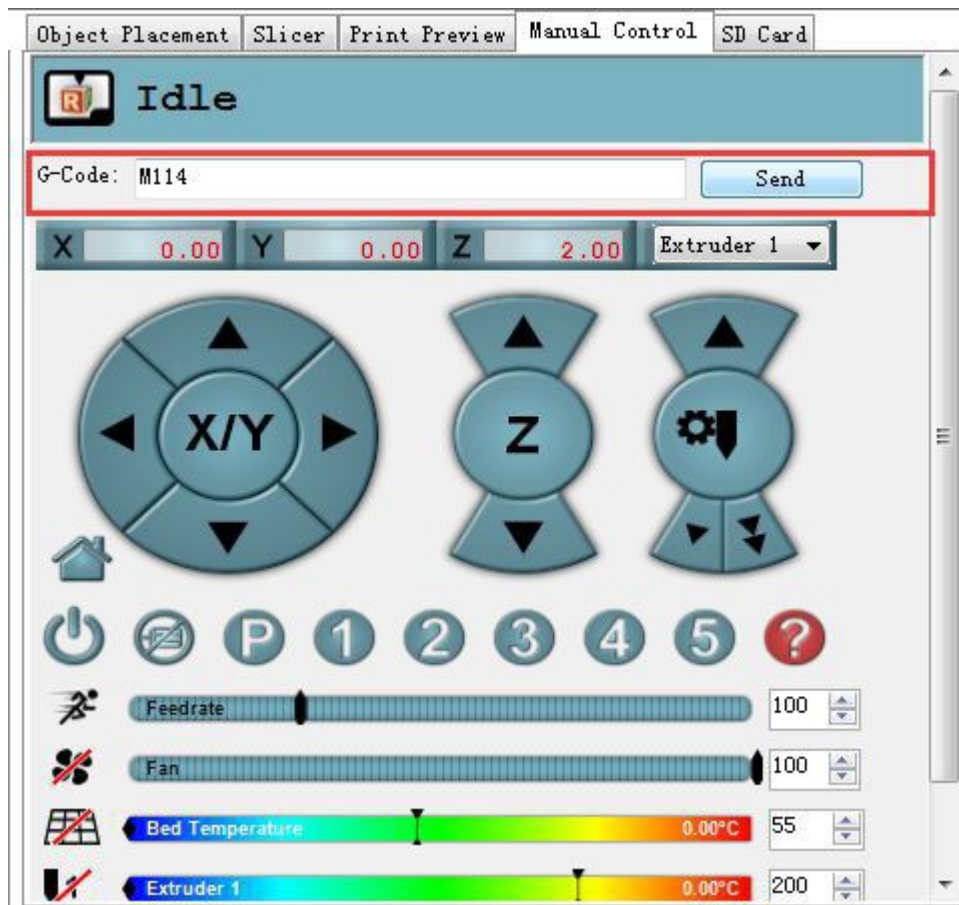 Object Placement Slicer Print Preview Manual Control SD Card
R Idle
G-Code: M114 Send
X 0.00 Y 0.00 Z 2.00 Extruder 1
X/Y Z
P 1 2 3 4 5 ?
Feedrate 100
Fan 100
Bed Temperature 0.00°C 55
1 Extruder 1 0.00°C 200